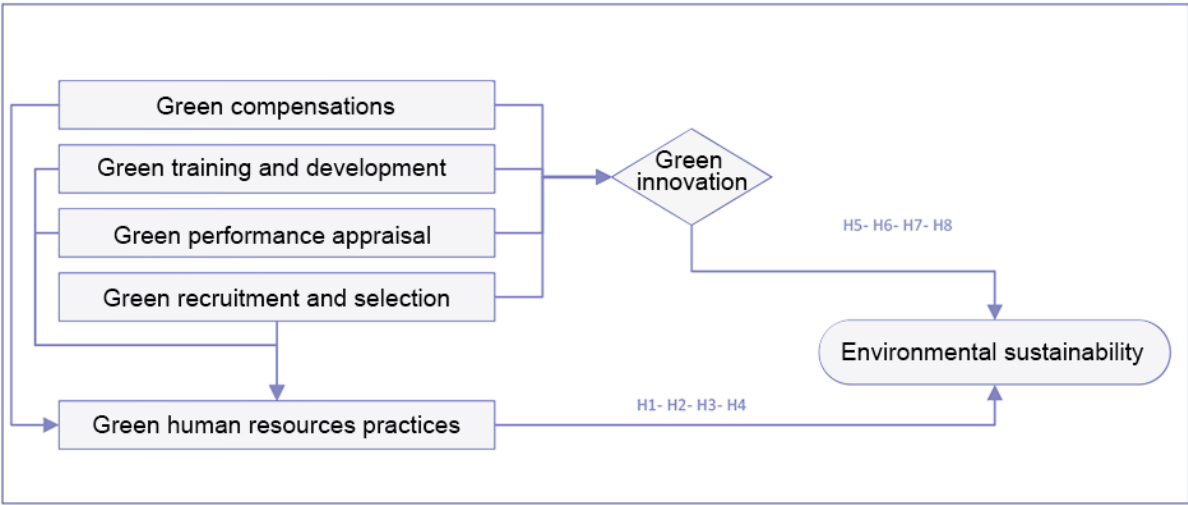 Green compensations
Green training and development
Green performance appraisal
Green recruitment and selection
Green human resources practices
Green
innovation
H5- H6- H7- H8
Environmental sustainability
H1- H2- H3- H4